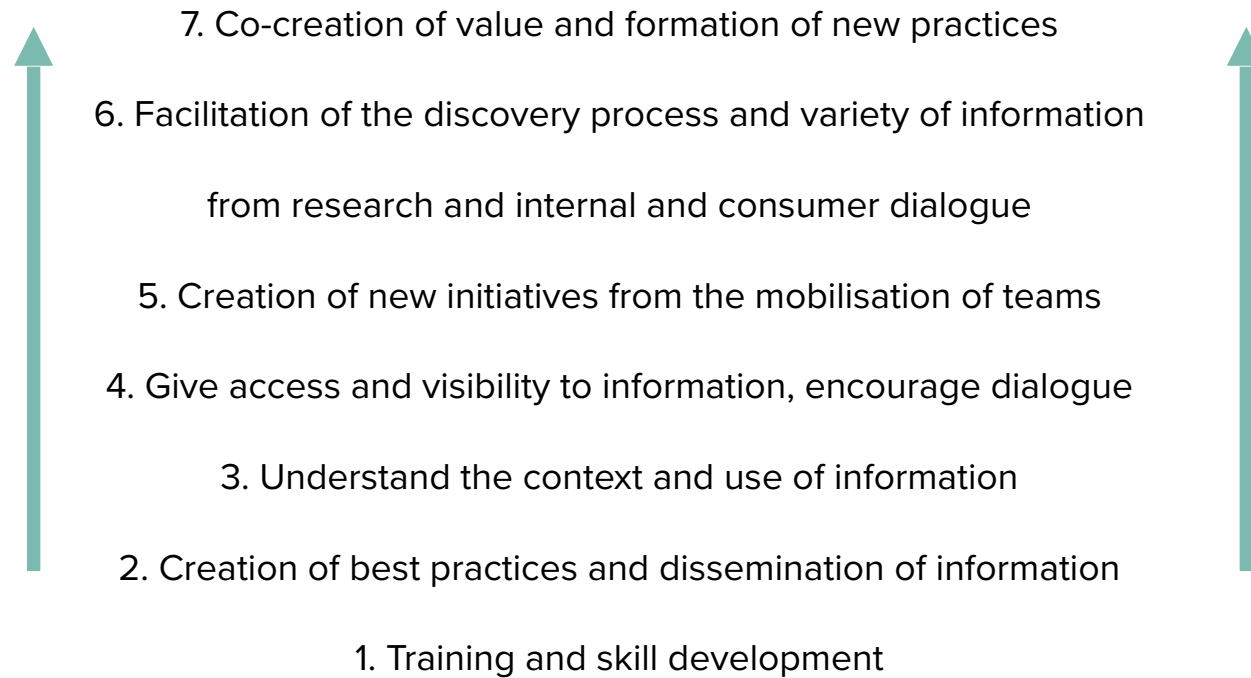 7. Co-creation of value and formation of new practices
6. Facilitation of the discovery process and variety of information
from research and internal and consumer dialogue
5. Creation of new initiatives from the mobilisation of teams
4. Give access and visibility to information, encourage dialogue
3. Understand the context and use of information
2. Creation of best practices and dissemination of information
1. Training and skill development